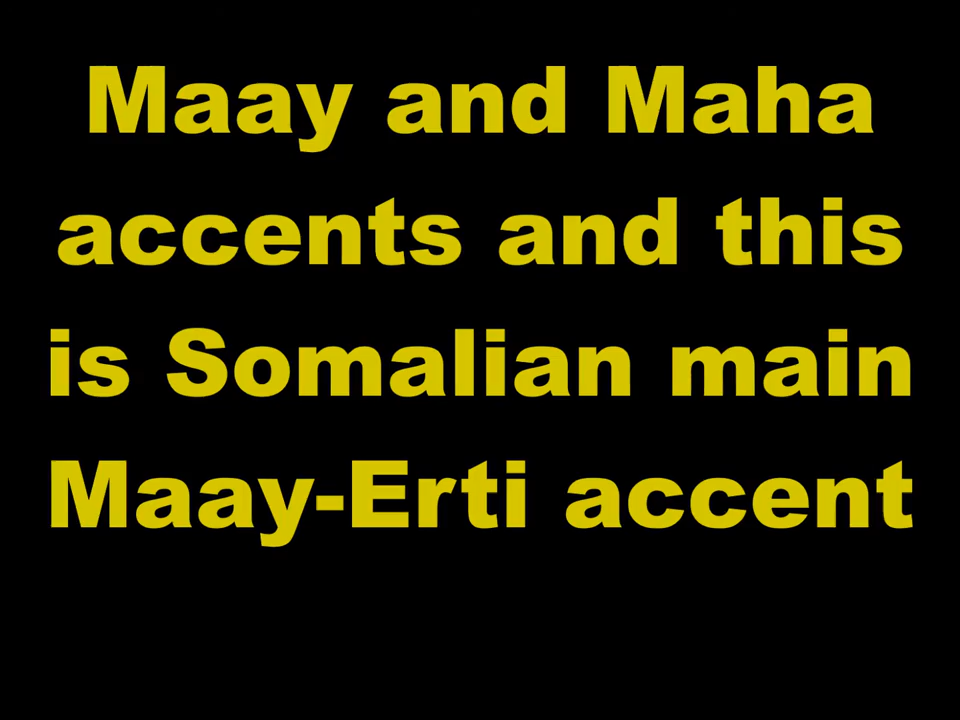 Maay and Maha
accents and this
is Somalian main
Maay-Erti accent